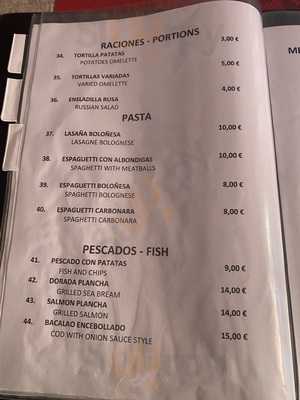 RACIONES - PORTIONS
34. TORTILLA PATATAS 3,00 €
POTATOES OMELETTE
35. TORTILLAS VARIADAS 5,00 €
VARIED OMELETTE
36. ENSLADILLA RUSA 4,00 €
RUSSIAN SALAD
PASTA
37. LASAÑA BOLOÑESA 10,00 €
LASAGNE BOLOGNESE
38. ESPAGUETTI CON ALBONDIGAS 10,00 €
SPAGHETTI WITH MEATBALLS
39. ESPAGUETTI BOLOÑESA 8,00 €
SPAGHETTI BOLOGNESE
40. ESPAGUETTI CARBONARA 8,00 €
SPAGHETTI CARBONARA
PESCADOS - FISH
41. PESCADO CON PATATAS 9,00 €
FISH AND CHIPS
42. DORADA PLANCHA 14,00 €
GRILLED SEA BREAM
43. SALMON PLANCHA 14,00 €
GRILLED SALMON
44. BACALAO ENCEBOLLADO 15,00 €
COD WITH ONION SAUCE STYLE